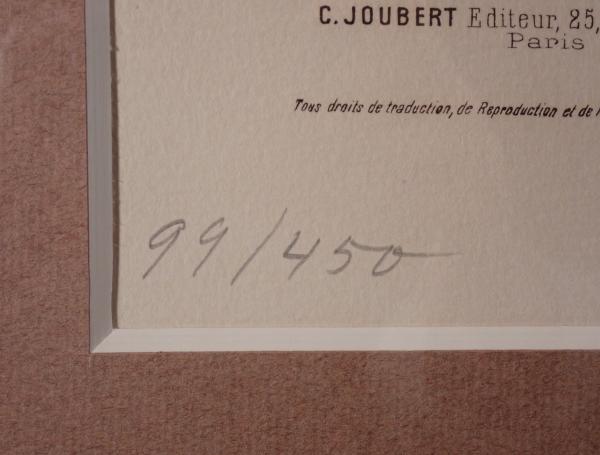 C. JOUBERT Editeur, 25,
Paris
Tous droits de traduction, de Reproduction et de
99/450